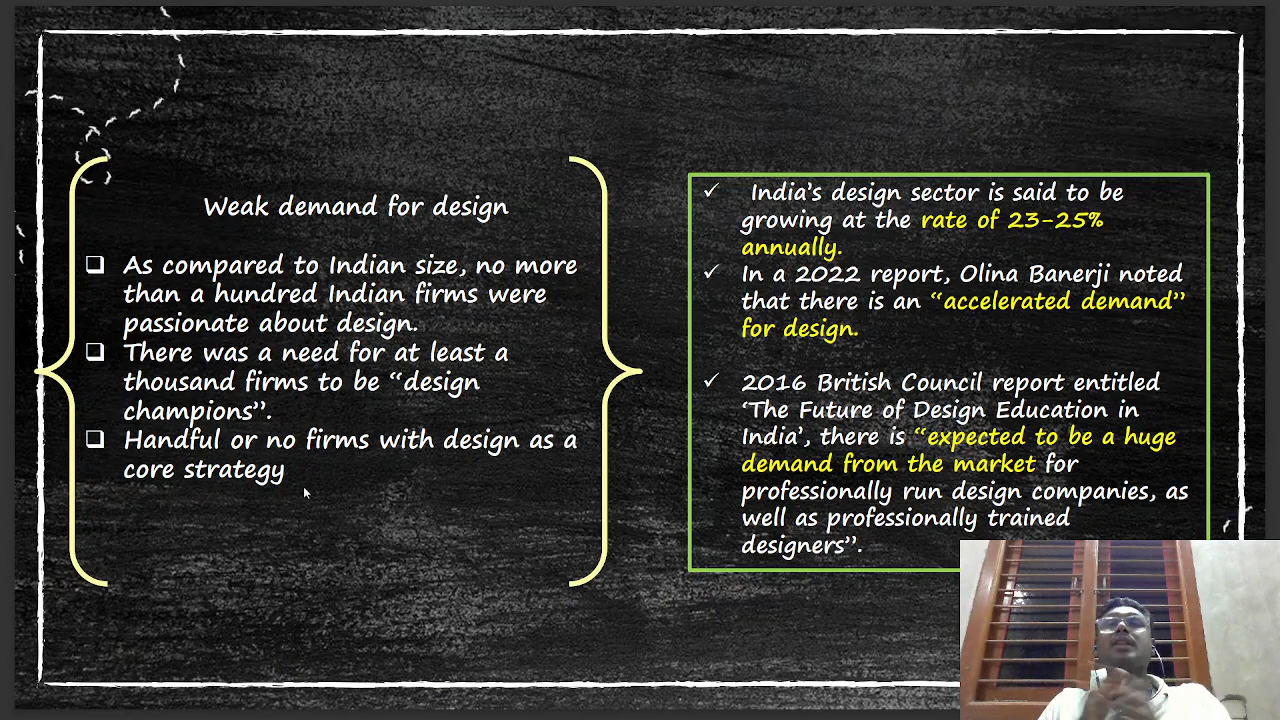 Weak demand for design
As compared to Indian size, no more
than a hundred Indian firms were
passionate about design.
There was a need for at least a
thousand firms to be “design
champions”.
Handful or no firms with design as a
core strategy
India’s design sector is said to be
growing at the rate of 23-25%
annually.
In a 2022 report, Olina Banerji noted
that there is an “accelerated demand”
for design.
2016 British Council report entitled
‘The Future of Design Education in
India’, there is “expected to be a huge
demand from the market for
professionally run design companies, as
well as professionally trained
designers”.